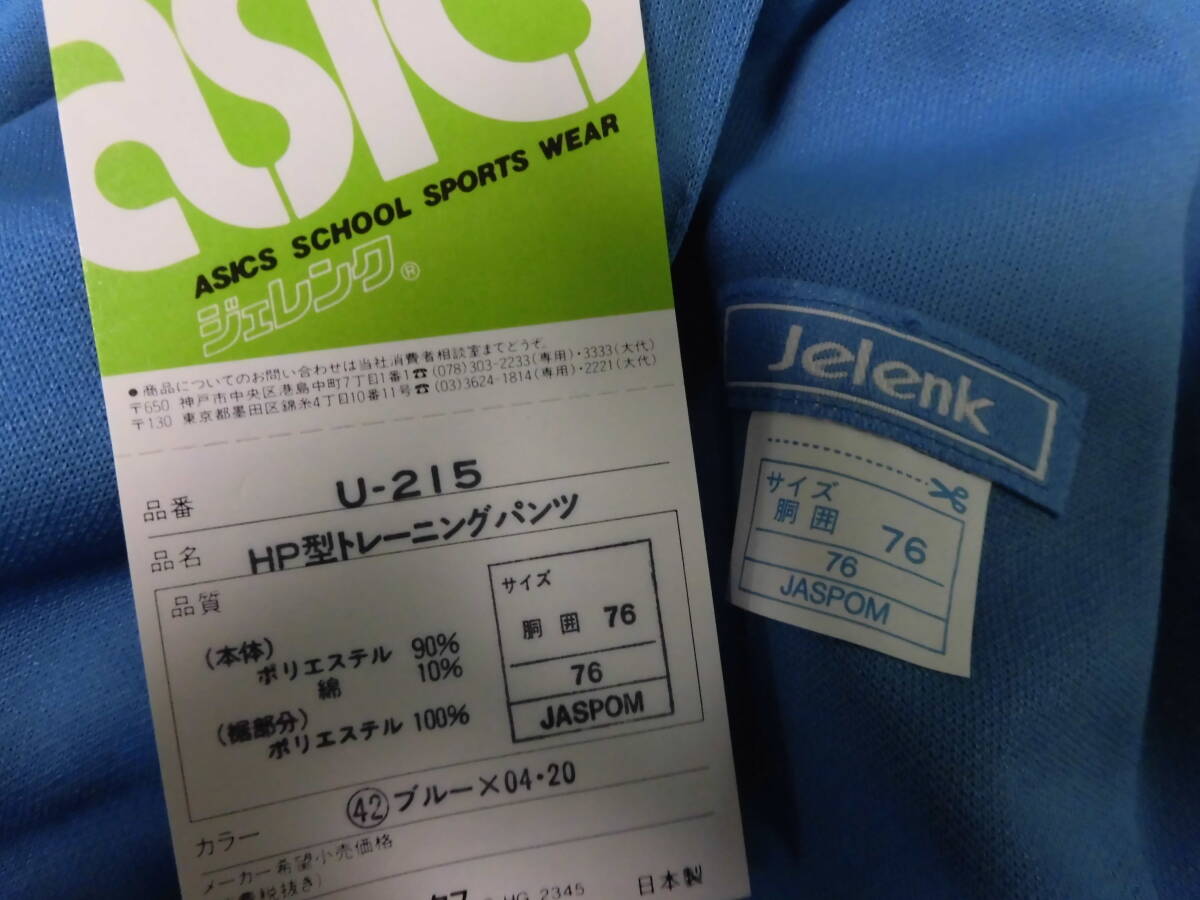 asics
ASICS SCHOOL SPORTS WEAR
ジェレンク®
●商品についてのお問い合わせは当社消費者相談室までどうぞ。
〒650 神戸市中央区港島中町7丁目1番1☎(078)303-2233(専用)・3333(大代)
〒130 東京都墨田区錦糸4丁目10番11号☎(03)3624-1814(専用)・2221(大代)
品番 U-215
品名 HP型トレーニングパンツ
品質
(本体)
ポリエステル 90%
綿 10%
(裾部分)
ポリエステル 100%
サイズ
胴囲 76
76
JASPOM
カラー ㊷ブルー×04・20
メーカー希望小売価格
税抜き)
2345 日本製
Jelenk
サイズ
胴囲 76
76
JASPOM